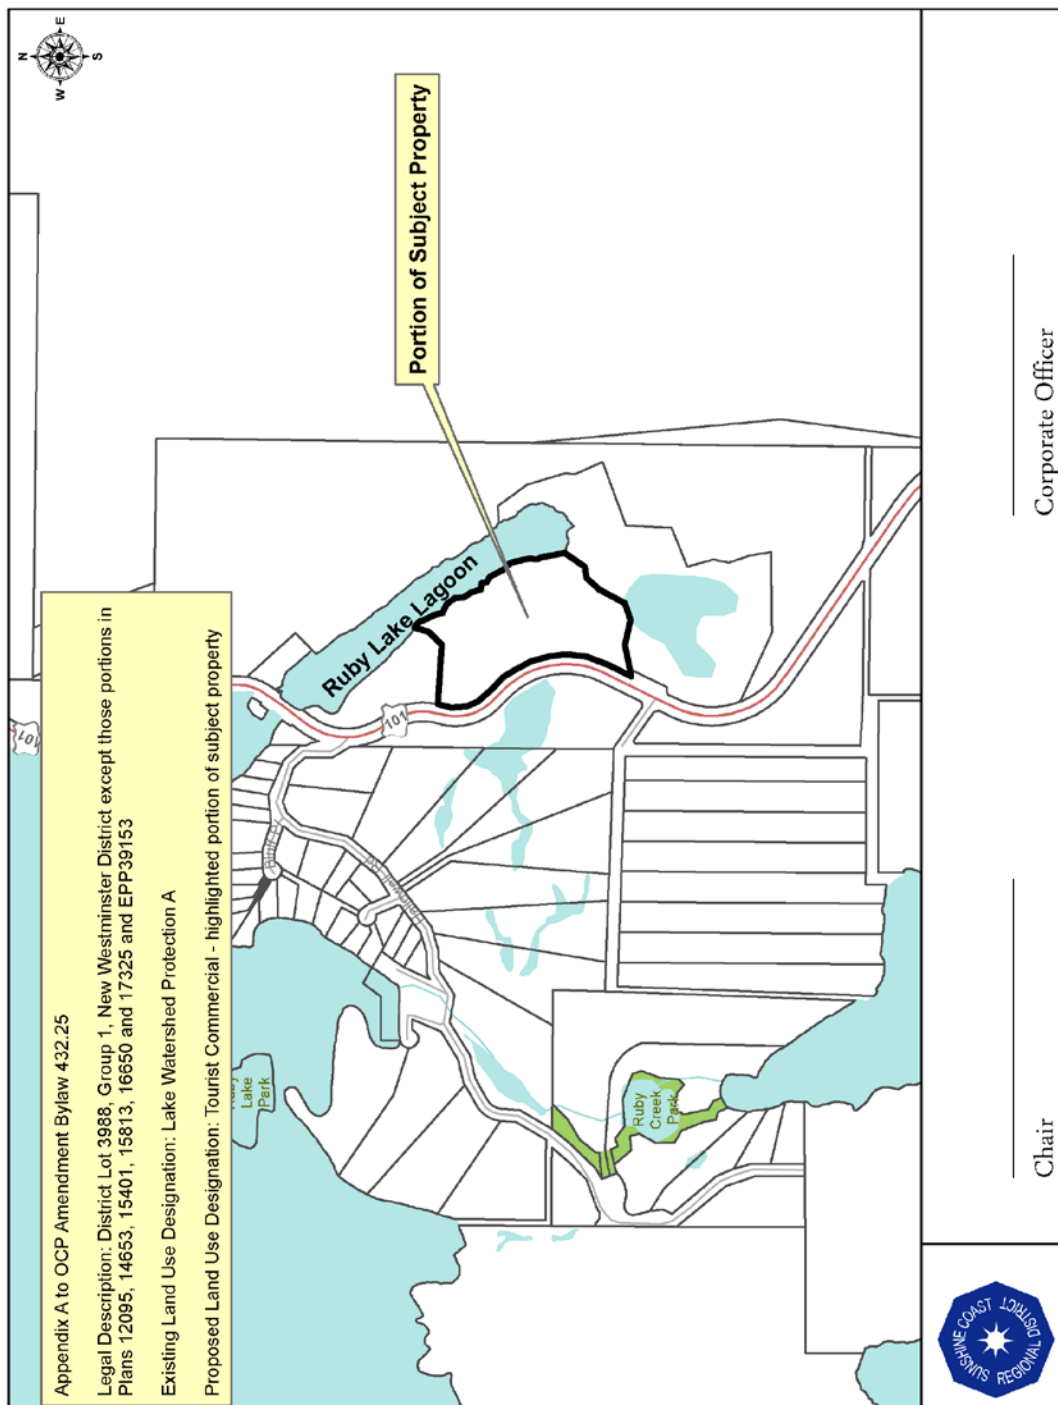 Appendix A to OCP Amendment Bylaw 432.25
Legal Description: District Lot 3988, Group 1, New Westminster District except those portions in
Plans 12095, 14653, 15401, 15813, 16650 and 17325 and EPP39153
Existing Land Use Designation: Lake Watershed Protection A
Proposed Land Use Designation: Tourist Commercial - highlighted portion of subject property
N
E
S
W
101
101
Ruby Lake Lagoon
Portion of Subject Property
Lake
Park
Ruby
Creek
Park
SUNSHINE COAST
REGIONAL DISTRICT
Chair
Corporate Officer